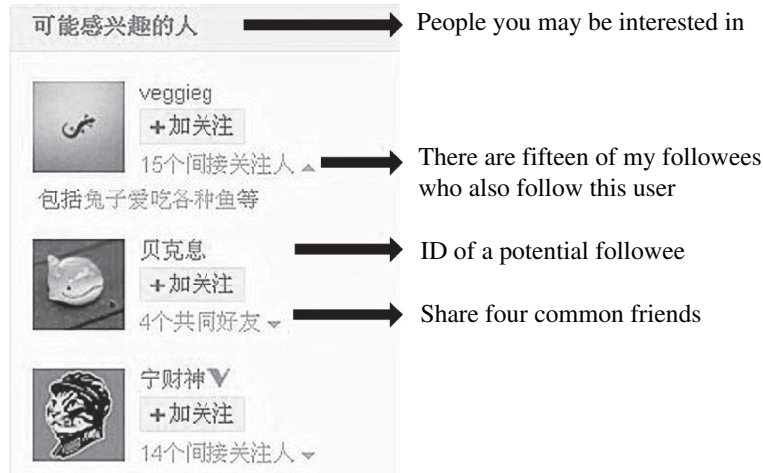 可能感兴趣的人
People you may be interested in
veggieg
+加关注
15个间接关注人
There are fifteen of my followees
who also follow this user
包括兔子爱吃各种鱼等
贝克息
ID of a potential followee
+加关注
4个共同好友
Share four common friends
宁财神V
+加关注
14个间接关注人